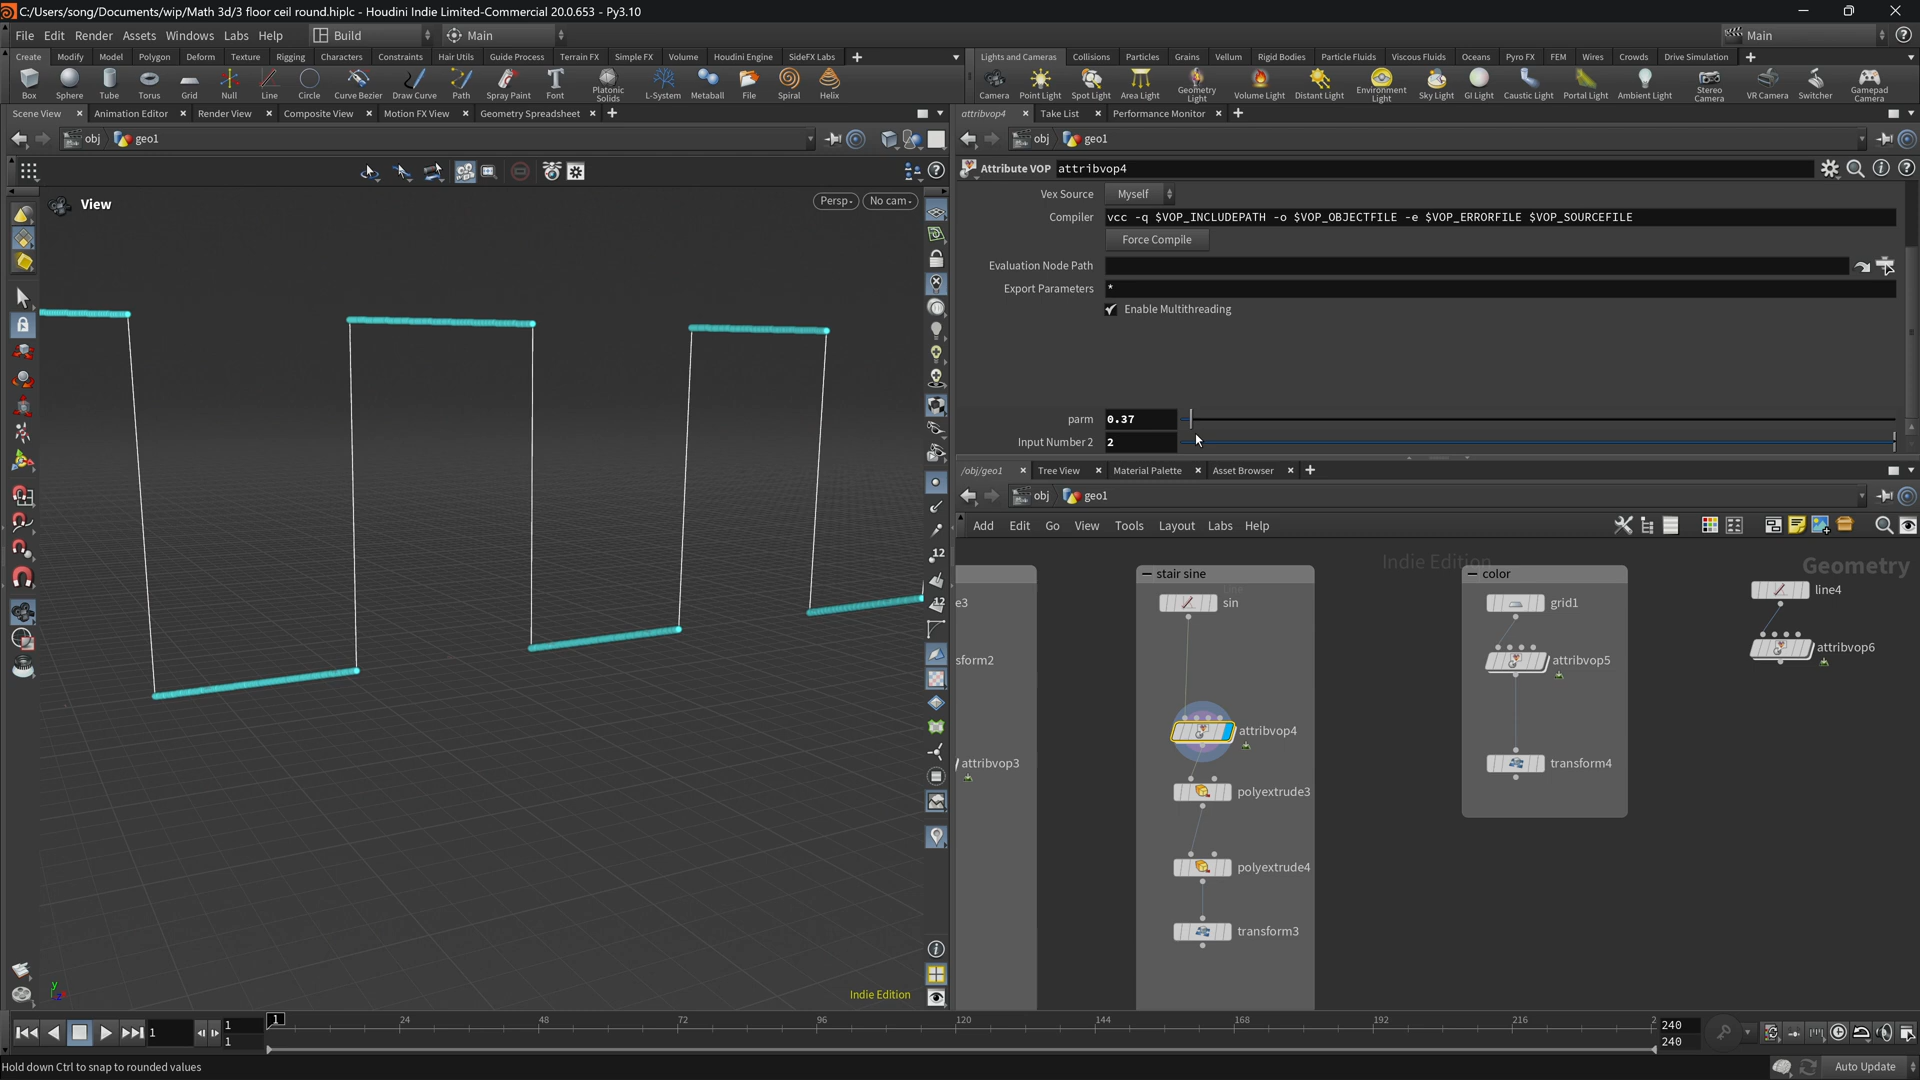 C:/Users/song/Documents/wip/Math 3d/3 floor ceil round.hiplc - Houdini Indie Limited-Commercial 20.0.653 - Py3.10
File Edit Render Assets Windows Labs Help Build Main Main
Create Modify Model Polygon Deform Texture Rigging Characters Constraints Hair Utils Guide Process Terrain FX Simple FX Volume Houdini Engine SideFX Labs
Lights and Cameras Collisions Particles Grains Vellum Rigid Bodies Particle Fluids Viscous Fluids Oceans Pyro FX FEM Wires Crowds Drive Simulation
Box Sphere Tube Torus Grid Null Line Circle Curve Bezier Draw Curve Path Spray Paint Font Platonic Solids L-System Metaball File Spiral Helix
Camera Point Light Spot Light Area Light Geometry Light Volume Light Distant Light Environment Light Sky Light GI Light Caustic Light Portal Light Ambient Light Stereo Camera VR Camera Switcher Gamepad Camera
Scene View Animation Editor Render View Composite View Motion FX View Geometry Spreadsheet
attribvop4 Take List Performance Monitor
obj geo1
obj geo1
Attribute VOP attribvop4
View
Persp No cam
Vex Source Myself
Compiler vcc -q $VOP_INCLUDEPATH -o $VOP_OBJECTFILE -e $VOP_ERRORFILE $VOP_SOURCEFILE
Force Compile
Evaluation Node Path
Export Parameters *
Enable Multithreading
parm 0.37
Input Number 2 2
/obj/geo1 Tree View Material Palette Asset Browser
obj geo1
Add Edit Go View Tools Layout Labs Help
Indie Edition
Geometry
stair sine
color
e3
Line
sin
grid1
line4
sform2
attribvop5
attribvop6
attribvop4
attribvop3
transform4
polyextrude3
polyextrude4
transform3
12
12
y
z
Indie Edition
1 1 1
1 24 48 72 96 120 144 168 192 216 2
240
240
Hold down Ctrl to snap to rounded values
Auto Update